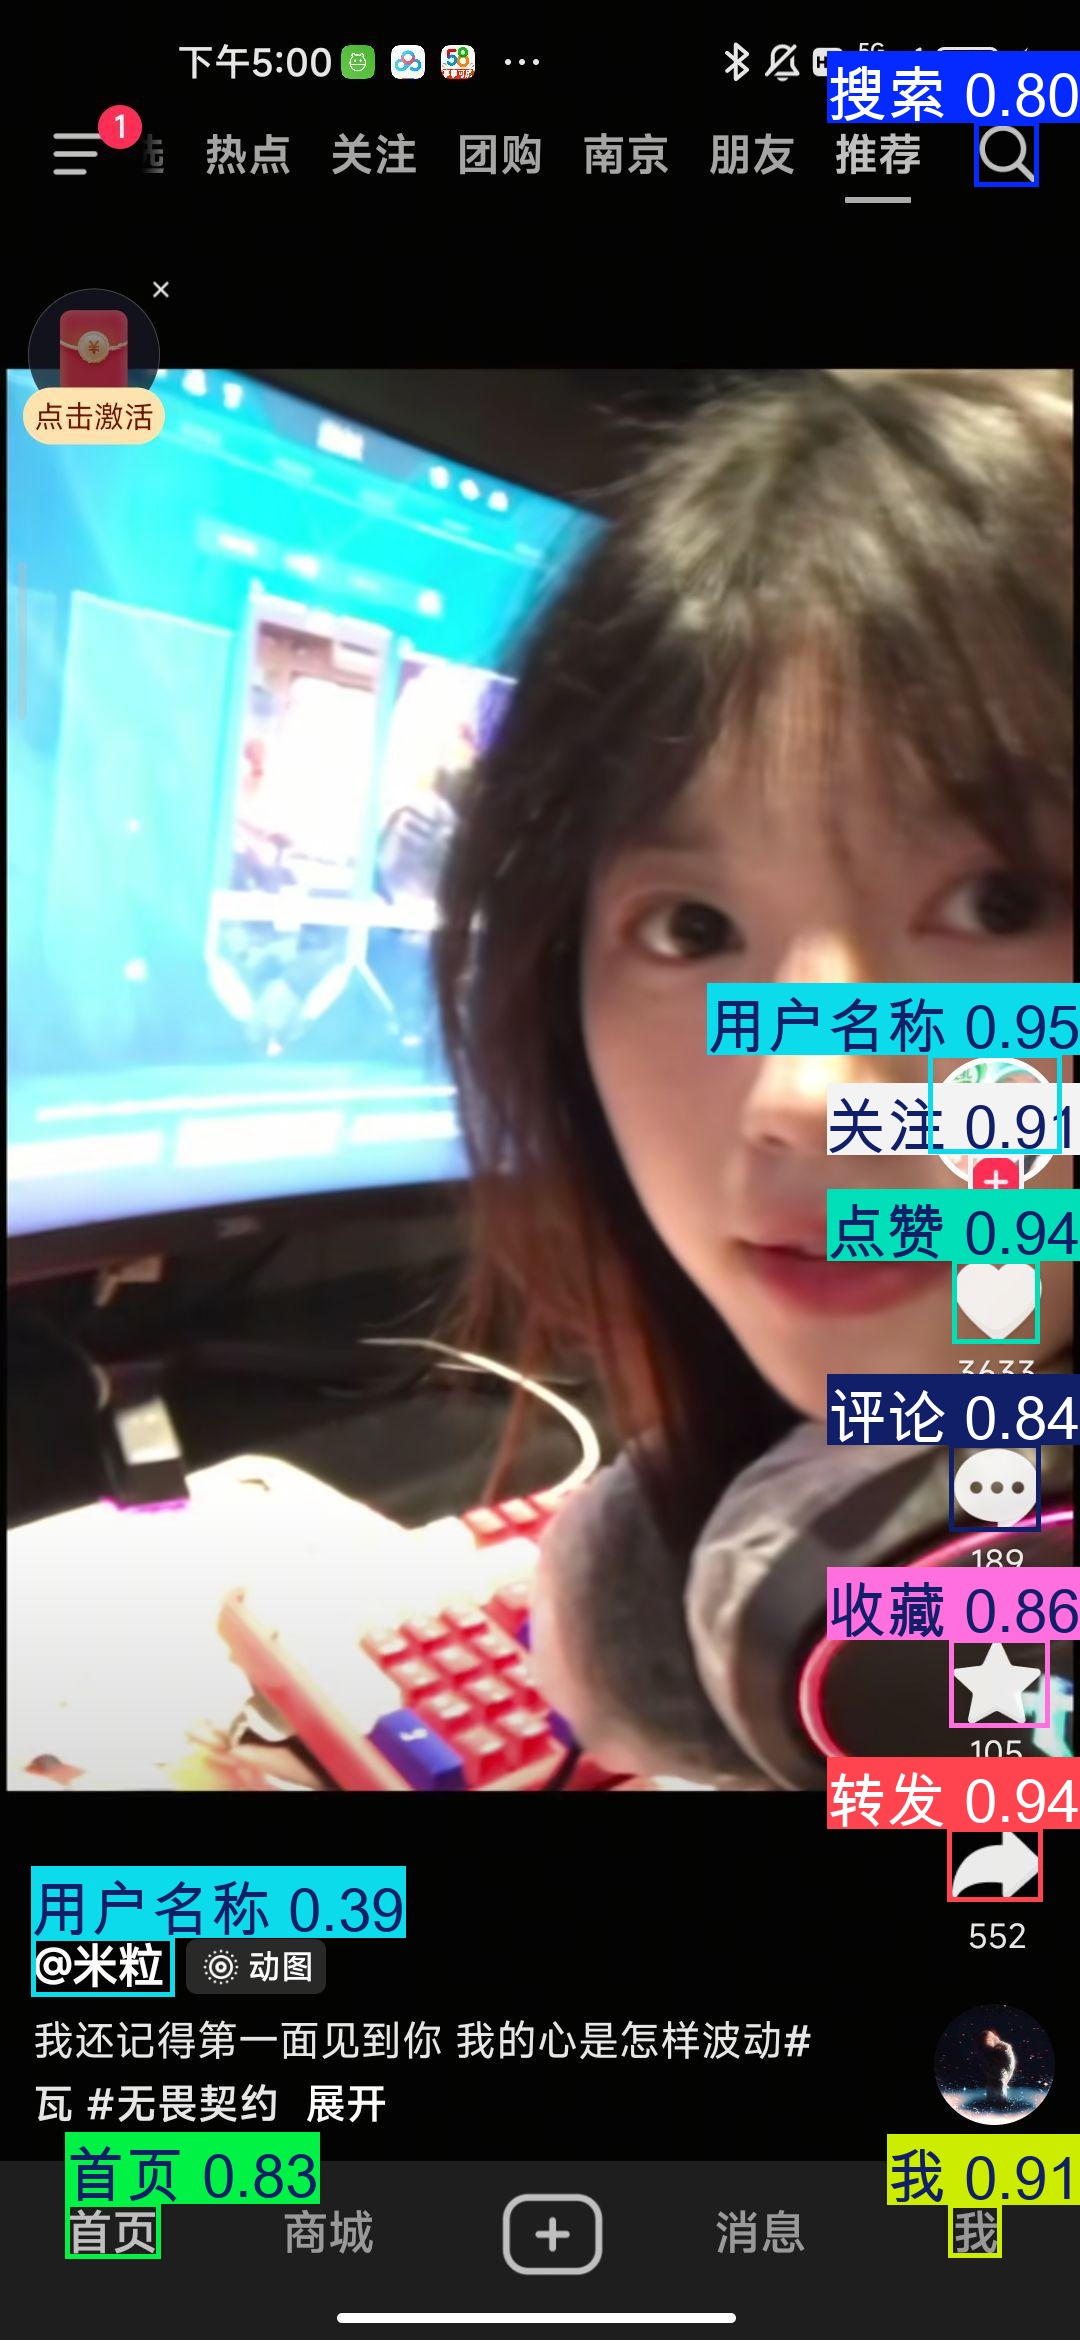 下午5:00
搜索 0.80
1
热点 关注 团购 南京 朋友 推荐
点击激活
用户名称 0.95
关注 0.91
点赞 0.94
3633
评论 0.84
189
收藏 0.86
105
转发 0.94
552
用户名称 0.39
@米粒 动图
我还记得第一面见到你 我的心是怎样波动#
瓦 #无畏契约 展开
首页 0.83
我 0.91
首页 商城 消息 我